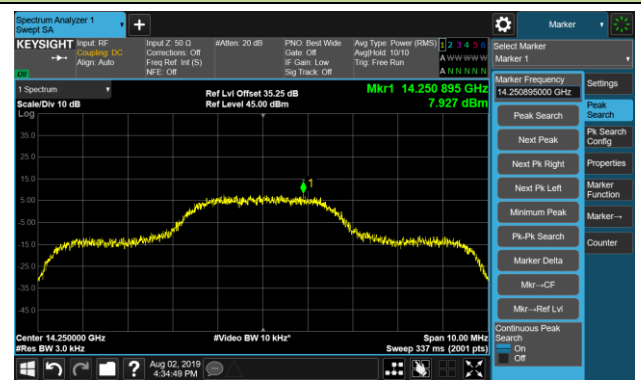 Spectrum Analyzer 1
Swept SA
+
Marker
KEYSIGHT
Input: RF
Coupling: DC
Align: Auto
Input Z: 50 Ω
Corrections: Off
Freq Ref: Int (S)
NFE: Off
#Atten: 20 dB
PNO: Best Wide
Gate: Off
IF Gain: Low
Sig Track: Off
Avg Type: Power (RMS)
Avg|Hold: 10/10
Trig: Free Run
1 2 3 4 5 6
A W W W W W
A N N N N N
LXI
Select Marker
Marker 1
1 Spectrum
Scale/Div 10 dB
Log
Ref Lvl Offset 35.25 dB
Ref Level 45.00 dBm
Mkr1 14.250 895 GHz
7.927 dBm
35.0
25.0
15.0
5.00
-5.00
-15.0
-25.0
-35.0
-45.0
1
Center 14.250000 GHz
#Res BW 3.0 kHz
#Video BW 10 kHz*
Span 10.00 MHz
Sweep 337 ms (2001 pts)
Marker Frequency
14.250895000 GHz
Peak Search
Next Peak
Next Pk Right
Next Pk Left
Minimum Peak
Pk-Pk Search
Marker Delta
Mkr→CF
Mkr→Ref Lvl
Continuous Peak
Search
On
Off
Settings
Peak
Search
Pk Search
Config
Properties
Marker
Function
Marker→
Counter
?
Aug 02, 2019
4:34:49 PM